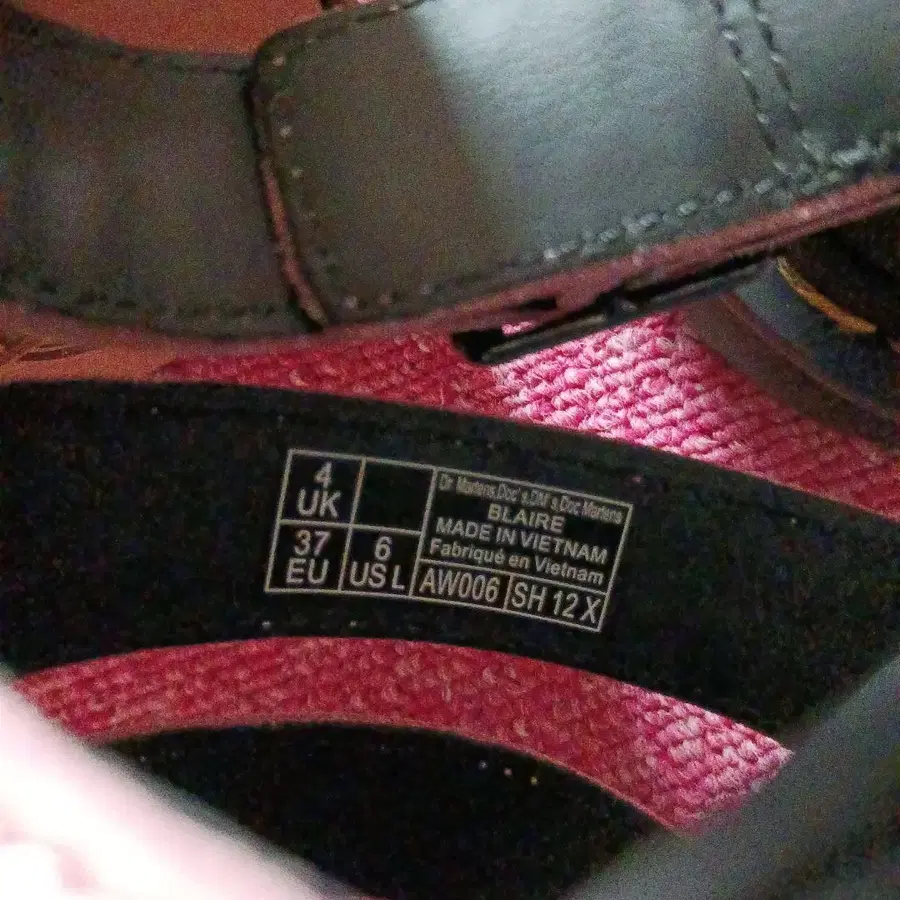 4
UK
37
EU
6
US L
Dr. Martens,Doc's,DM's,Doc Martens
BLAIRE
MADE IN VIETNAM
Fabriqué en Vietnam
AW006
SH 12 X